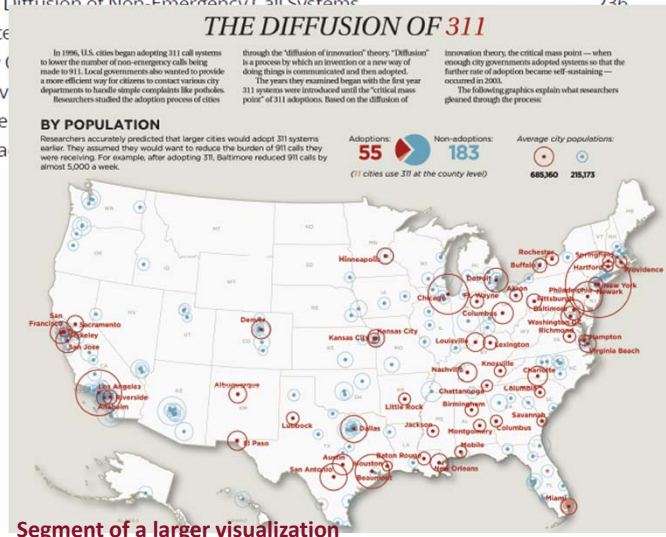 Diffusion of Non-Emergency Call Systems
THE DIFFUSION OF 311
In 1996, U.S. cities began adopting 311 call systems
to lower the number of non-emergency calls being
made to 911. Local governments also wanted to provide
a more efficient way for citizens to contact various city
departments to handle simple complaints like potholes.
Researchers studied the adoption process of cities
through the "diffusion of innovation" theory. "Diffusion"
is a process by which an invention or a new way of
doing things is communicated and then adopted.
The years they examined began with the first year
311 systems were introduced until the "critical mass
point" of 311 adoptions. Based on the diffusion of
innovation theory, the critical mass point — when
enough city governments adopted systems so that the
further rate of adoption became self-sustaining —
occurred in 2003.
The following graphics explain what researchers
gleaned through the process:
BY POPULATION
Researchers accurately predicted that larger cities would adopt 311 systems
earlier. They assumed they would want to reduce the burden of 911 calls they
were receiving. For example, after adopting 311, Baltimore reduced 911 calls by
almost 5,000 a week.
Adoptions:
55
Non-adoptions:
183
(11 cities use 311 at the county level)
Average city populations:
685,160
215,173
Minneapolis
Rochester
Buffalo
Springfield
Hartford
Providence
New York
Newark
Philadelphia
Pittsburgh
Baltimore
Washington DC
Richmond
Hampton
Virginia Beach
Detroit
Chicago
Ft. Wayne
Akron
Columbus
San
Francisco
Sacramento
Berkeley
San Jose
Denver
Kansas City
Kansas City
Louisville
Lexington
Los Angeles
Riverside
Anaheim
Albuquerque
Nashville
Knoxville
Charlotte
Chattanooga
Columbia
Little Rock
Birmingham
Savannah
Lubbock
Dallas
Jackson
Montgomery
Columbus
El Paso
Mobile
Austin
Houston
Baton Rouge
New Orleans
San Antonio
Beaumont
Miami
Segment of a larger visualization